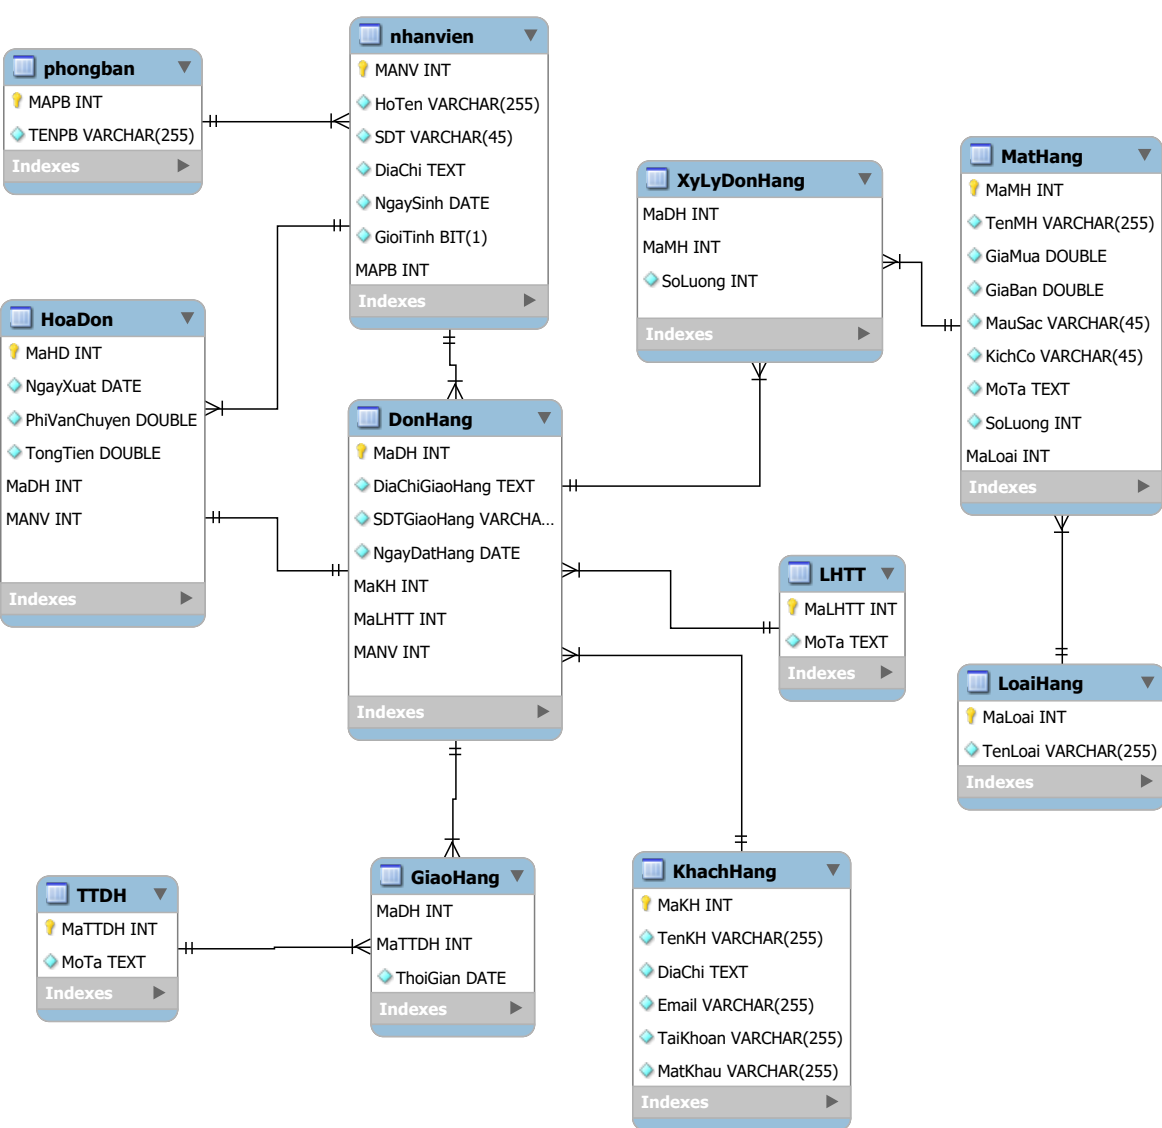 phongban
MAPB INT
TENPB VARCHAR(255)
Indexes
nhanvien
MANV INT
HoTen VARCHAR(255)
SDT VARCHAR(45)
DiaChi TEXT
NgaySinh DATE
GioiTinh BIT(1)
MAPB INT
Indexes
XyLyDonHang
MaDH INT
MaMH INT
SoLuong INT
Indexes
MatHang
MaMH INT
TenMH VARCHAR(255)
GiaMua DOUBLE
GiaBan DOUBLE
MauSac VARCHAR(45)
KichCo VARCHAR(45)
MoTa TEXT
SoLuong INT
MaLoai INT
Indexes
HoaDon
MaHD INT
NgayXuat DATE
PhiVanChuyen DOUBLE
TongTien DOUBLE
MaDH INT
MANV INT
Indexes
DonHang
MaDH INT
DiaChiGiaoHang TEXT
SDTGiaoHang VARCHA...
NgayDatHang DATE
MaKH INT
MaLHTT INT
MANV INT
Indexes
LHTT
MaLHTT INT
MoTa TEXT
Indexes
LoaiHang
MaLoai INT
TenLoai VARCHAR(255)
Indexes
TTDH
MaTTDH INT
MoTa TEXT
Indexes
GiaoHang
MaDH INT
MaTTDH INT
ThoiGian DATE
Indexes
KhachHang
MaKH INT
TenKH VARCHAR(255)
DiaChi TEXT
Email VARCHAR(255)
TaiKhoan VARCHAR(255)
MatKhau VARCHAR(255)
Indexes